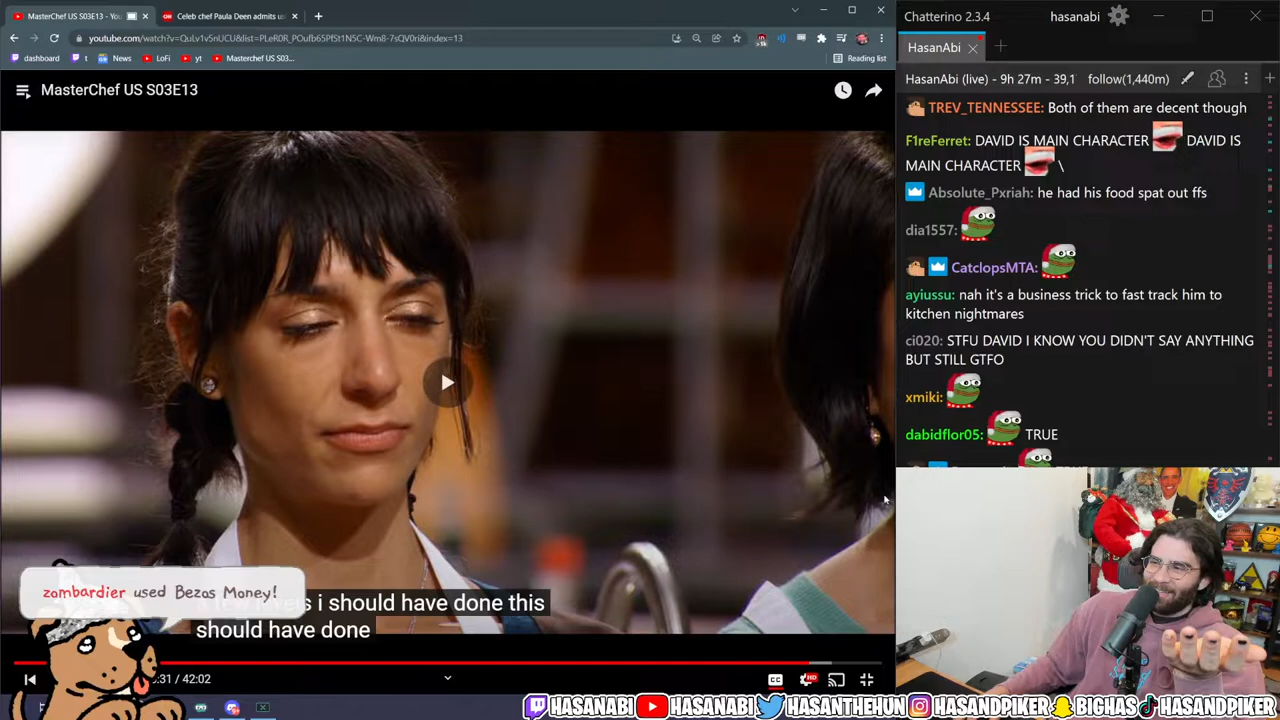 MasterChef US S03E13 - You
Celeb chef Paula Deen admits u
youtube.com/watch?v=QuLv1v5nUCU&list=PLeR0R_POufb65Pf5t1N5C-Wm8-7sQV0ri&index=13
dashboard
t
News
LoFi
yt
Masterchef US S03...
Reading list
MasterChef US S03E13
i should have done this
should have done
zombardier used Bezos Money!
:31 / 42:02
CC
HD
Chatterino 2.3.4
hasanabi
HasanAbi
HasanAbi (live) - 9h 27m - 39,1
follow(1,440m)
TREV_TENNESSEE: Both of them are decent though
F1reFerret: DAVID IS MAIN CHARACTER DAVID IS
MAIN CHARACTER \
Absolute_Pxriah: he had his food spat out ffs
dia1557:
CatclopsMTA:
ayiussu: nah it's a business trick to fast track him to
kitchen nightmares
ci020: STFU DAVID I KNOW YOU DIDN'T SAY ANYTHING
BUT STILL GTFO
xmiki:
dabidflor05: TRUE
HASANABI HASANABI HASANTHEHUN HASANDPIKER BIGHAS HASANDPIKER